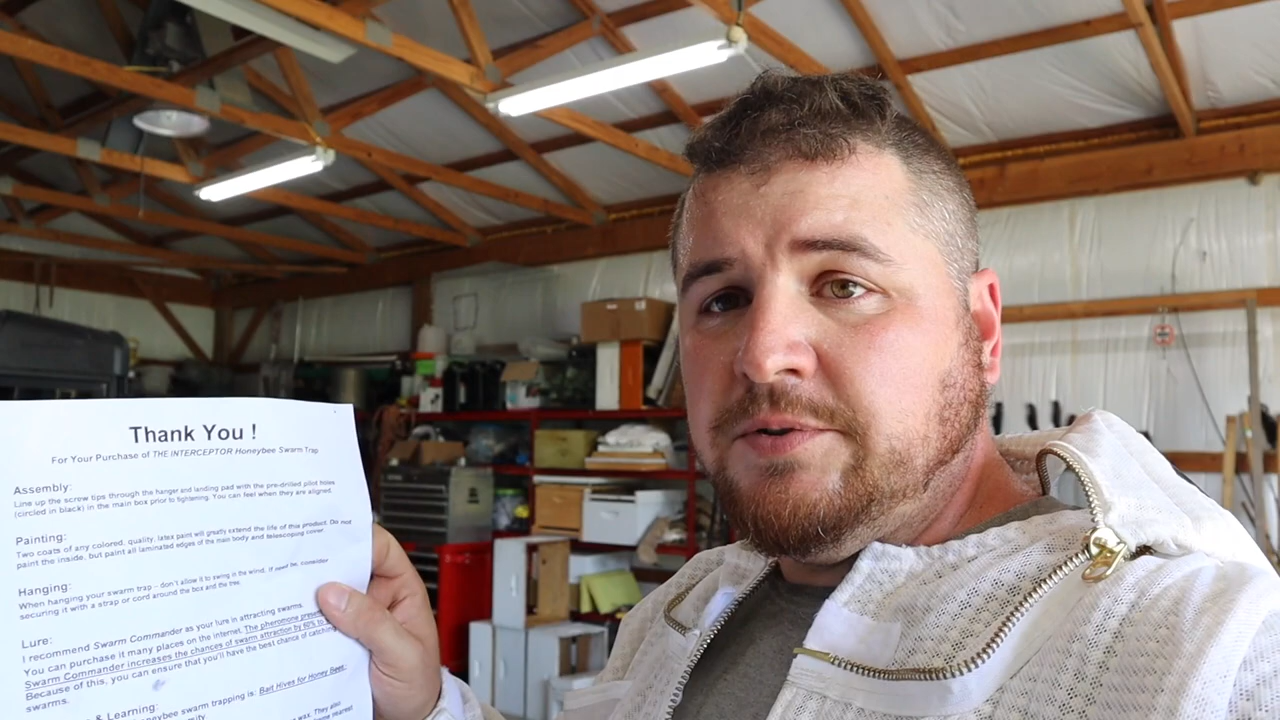 Thank You !
For Your Purchase of THE INTERCEPTOR Honeybee Swarm Trap
Assembly:
Line up the screw tips through the hanger and landing pad with the pre-drilled pilot holes
(circled in black) in the main box prior to tightening. You can feel when they are aligned.
Painting:
Two coats of any colored, quality, latex paint will greatly extend the life of this product. Do not
paint the inside, but paint all laminated edges of the main body and telescoping cover.
Hanging:
When hanging your swarm trap – don't allow it to swing in the wind. If need be, consider
securing it with a strap or cord around the box and the tree.
Lure:
I recommend Swarm Commander as your lure in attracting swarms.
You can purchase it many places on the internet. The pheromone
Swarm Commander increases the chances of swarm attraction by
Because of this, you can ensure that you'll have the best chance of catching
swarms.
& Learning:
honeybee swarm trapping is: Bait Hives for Honey Bees.
wax. They also
nearest